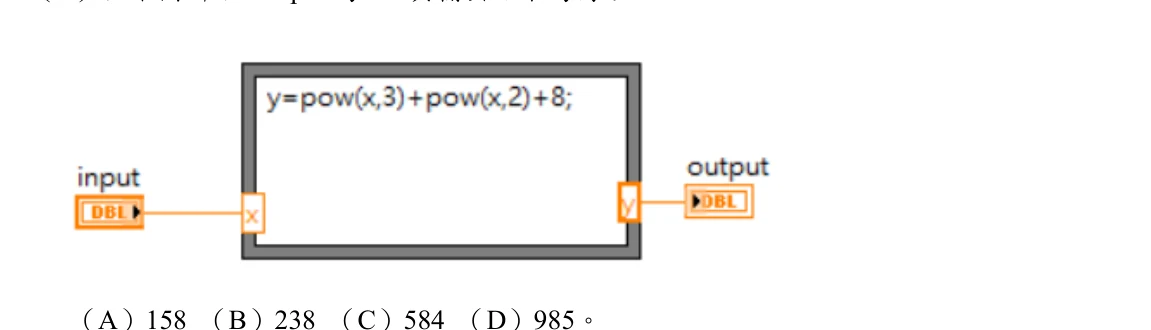 y=pow(x,3)+pow(x,2)+8;
input
output
DBL
DBL
x
y
（A）158 （B）238 （C）584 （D）985。